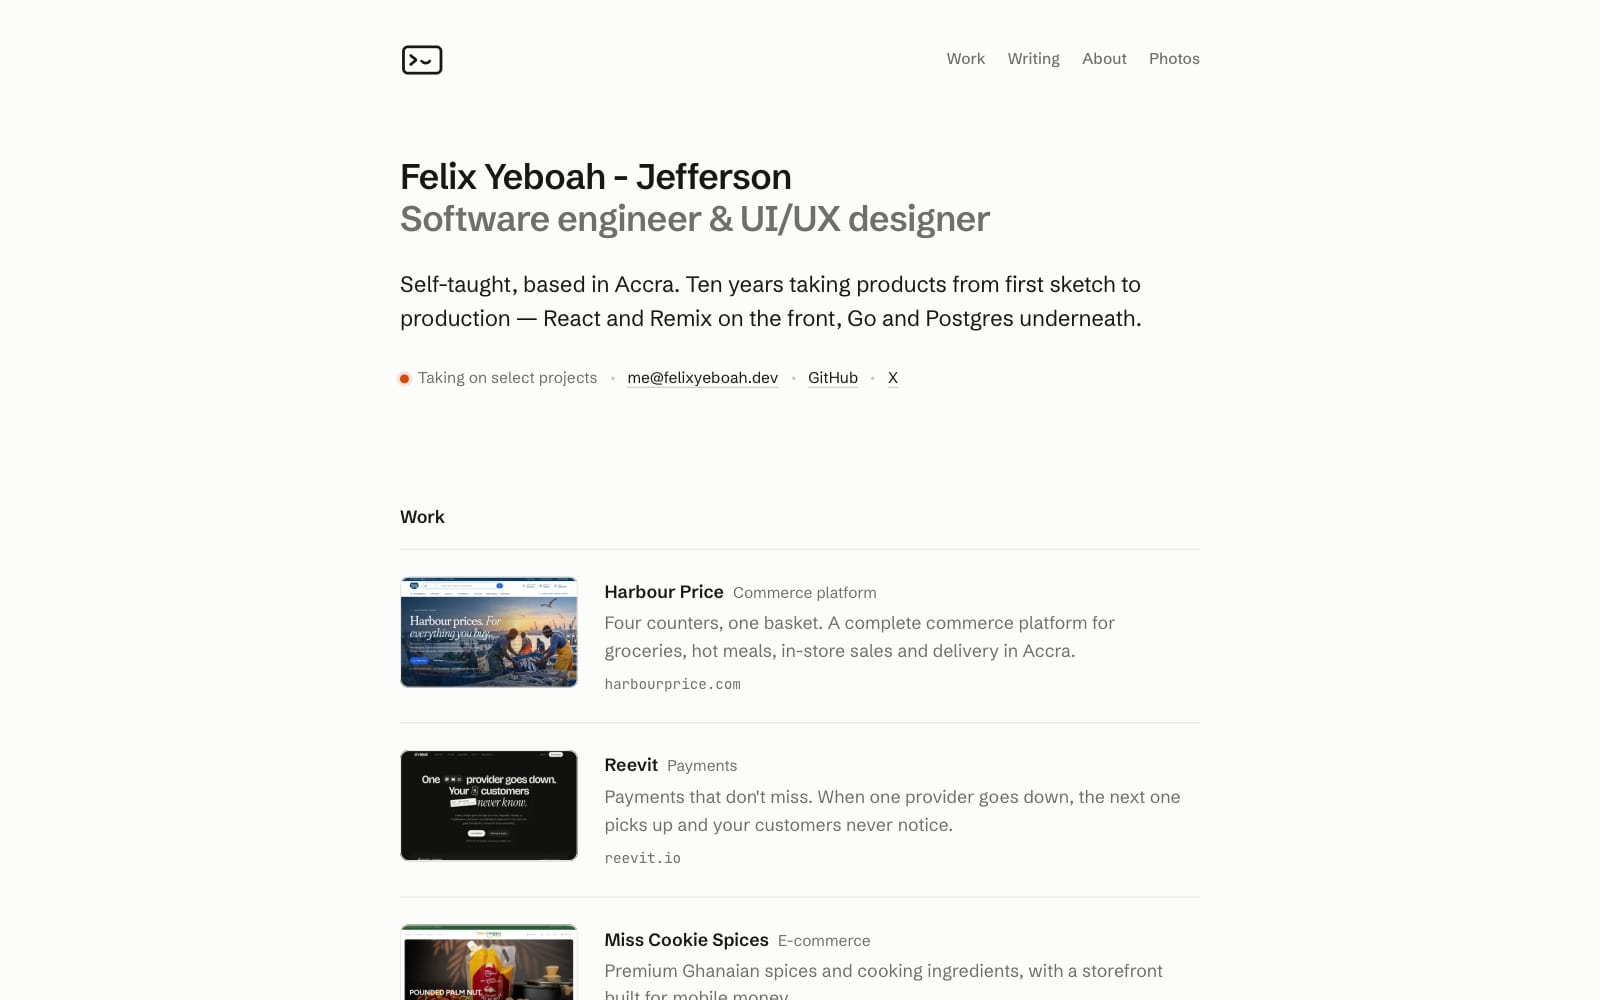 Work Writing About Photos
Felix Yeboah - Jefferson
Software engineer & UI/UX designer
Self-taught, based in Accra. Ten years taking products from first sketch to
production — React and Remix on the front, Go and Postgres underneath.
Taking on select projects • me@felixyeboah.dev • GitHub • X
Work
Harbour prices. For
everything you buy.
Harbour Price Commerce platform
Four counters, one basket. A complete commerce platform for
groceries, hot meals, in-store sales and delivery in Accra.
harbourprice.com
One provider goes down.
Your customers
never know.
Reevit Payments
Payments that don't miss. When one provider goes down, the next one
picks up and your customers never notice.
reevit.io
POUNDED PALM NUT
Miss Cookie Spices E-commerce
Premium Ghanaian spices and cooking ingredients, with a storefront
built for mobile money.